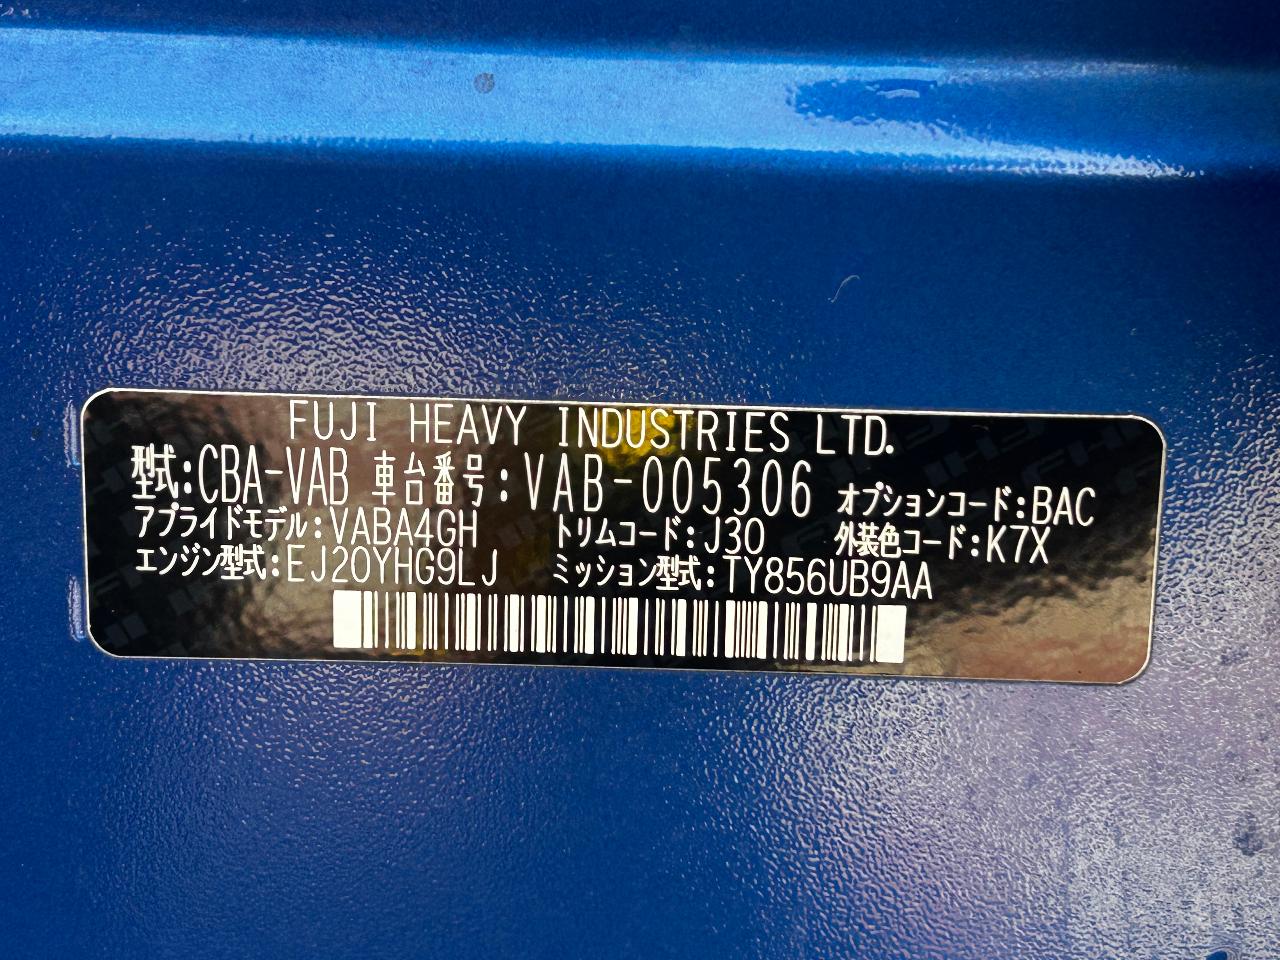 FUJI HEAVY INDUSTRIES LTD.
型式:CBA-VAB 車台番号:VAB-005306 オプションコード:BAC
アプライドモデル:VABA4GH トリムコード:J30 外装色コード:K7X
エンジン型式:EJ20YHG9LJ ミッション型式:TY856UB9AA